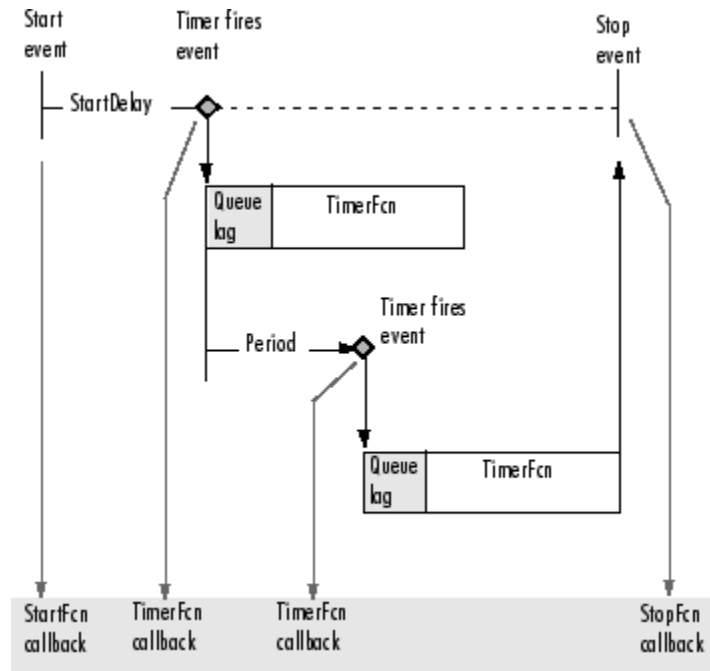 Start
event
Timer fires
event
Stop
event
StartDelay
Queue
lag
TimerFcn
Timer fires
event
Period
Queue
lag
TimerFcn
StartFcn
callback
TimerFcn
callback
TimerFcn
callback
StopFcn
callback